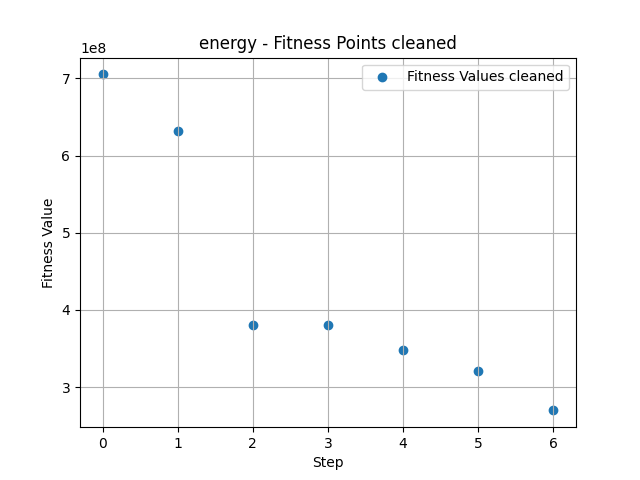 energy - Fitness Points cleaned
1e8
Fitness Values cleaned
7
6
5
4
3
Fitness Value
0 1 2 3 4 5 6
Step